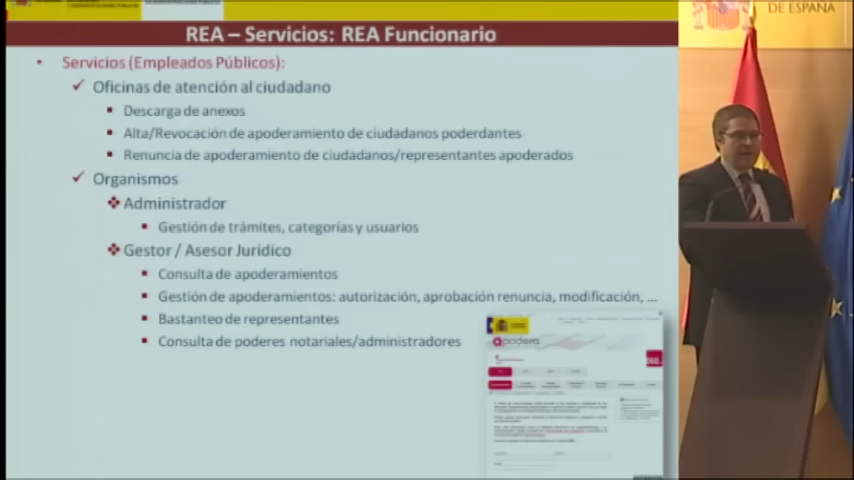 REA – Servicios: REA Funcionario
DE ESPAÑA
• Servicios (Empleados Públicos):
✓ Oficinas de atención al ciudadano
▪ Descarga de anexos
▪ Alta/Revocación de apoderamiento de ciudadanos poderdantes
▪ Renuncia de apoderamiento de ciudadanos/representantes apoderados
✓ Organismos
❖ Administrador
▪ Gestión de trámites, categorías y usuarios
❖ Gestor / Asesor Jurídico
▪ Consulta de apoderamientos
▪ Gestión de apoderamientos: autorización, aprobación renuncia, modificación, ...
▪ Bastanteo de representantes
▪ Consulta de poderes notariales/administradores
apodera
060